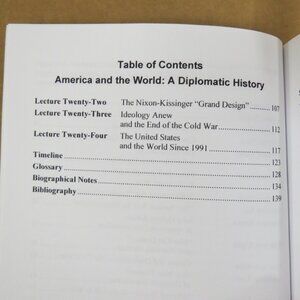 Table of Contents
America and the World: A Diplomatic History
Lecture Twenty-Two The Nixon-Kissinger "Grand Design" 107
Lecture Twenty-Three Ideology Anew
and the End of the Cold War 112
Lecture Twenty-Four The United States
and the World Since 1991 117
Timeline 123
Glossary 128
Biographical Notes 134
Bibliography 139